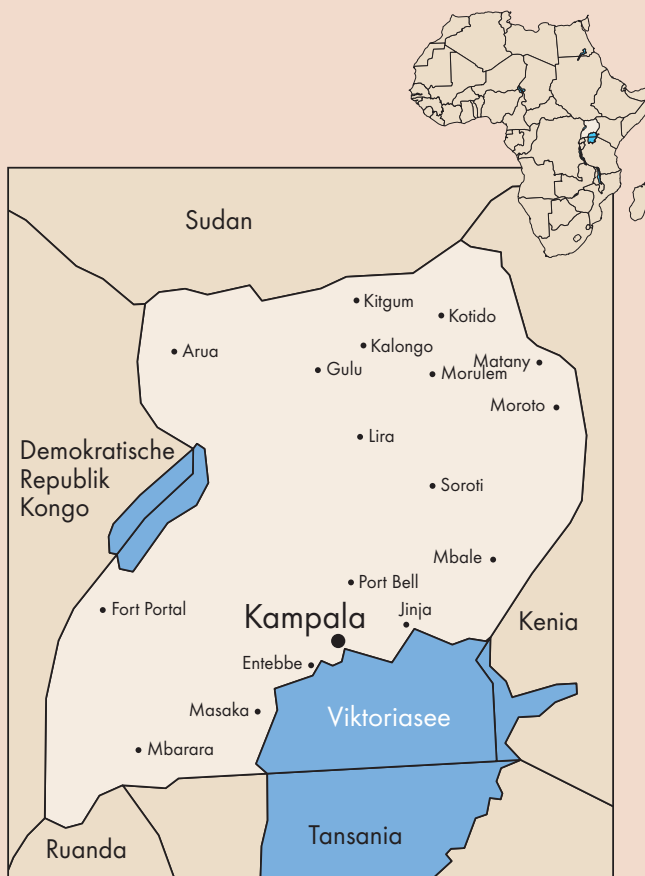 Sudan
Kitgum
Kotido
Arua
Kalongo
Matany
Gulu
Morulem
Moroto
Lira
Demokratische
Republik
Kongo
Soroti
Mbale
Port Bell
Fort Portal
Jinja
Kampala
Kenia
Entebbe
Masaka
Viktoriasee
Mbarara
Tansania
Ruanda